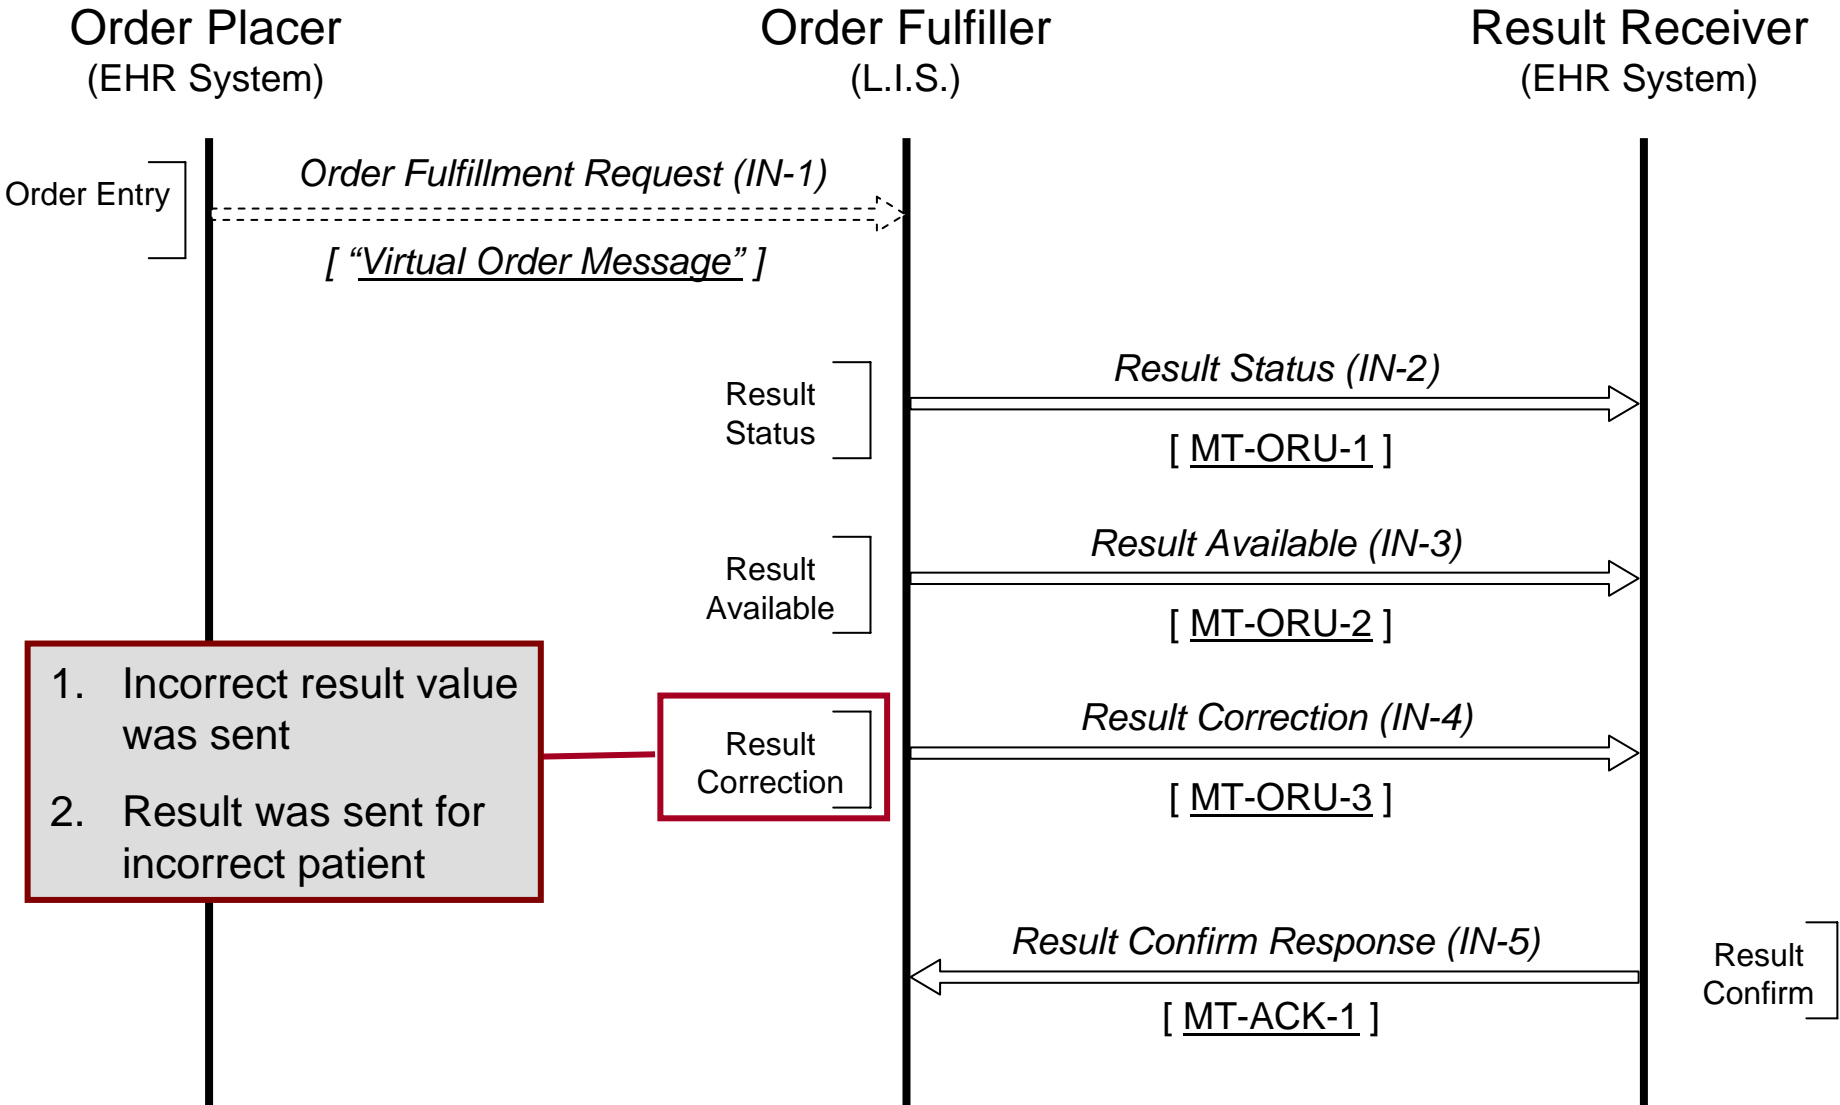 Order Placer
(EHR System)
Order Fulfiller
(L.I.S.)
Result Receiver
(EHR System)
Order Entry
Order Fulfillment Request (IN-1)
[ “Virtual Order Message” ]
Result
Status
Result Status (IN-2)
[ MT-ORU-1 ]
Result
Available
Result Available (IN-3)
[ MT-ORU-2 ]
1. Incorrect result value
was sent
2. Result was sent for
incorrect patient
Result
Correction
Result Correction (IN-4)
[ MT-ORU-3 ]
Result Confirm Response (IN-5)
[ MT-ACK-1 ]
Result
Confirm